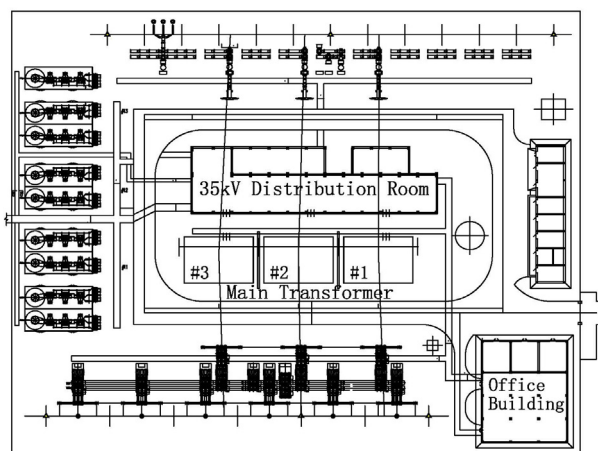 35kV Distribution Room
#3 #2 #1
Main Transformer
Office
Building